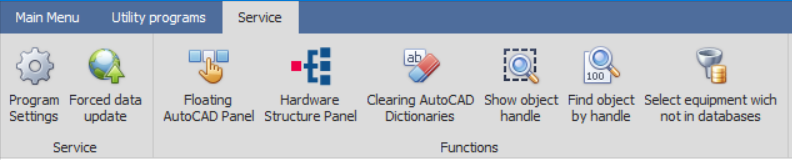 Main Menu Utility programs Service
ab
100
Program Settings
Forced data update
Floating AutoCAD Panel
Hardware Structure Panel
Clearing AutoCAD Dictionaries
Show object handle
Find object by handle
Select equipment wich not in databases
Service Functions